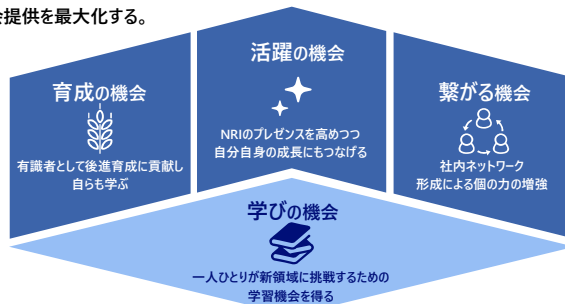 会提供を最大化する。
活躍の機会
NRIのプレゼンスを高めつつ
自分自身の成長にもつなげる
育成の機会
有識者として後進育成に貢献し
自らも学ぶ
繋がる機会
社内ネットワーク
形成による個の力の増強
学びの機会
一人ひとりが新領域に挑戦するための
学習機会を得る